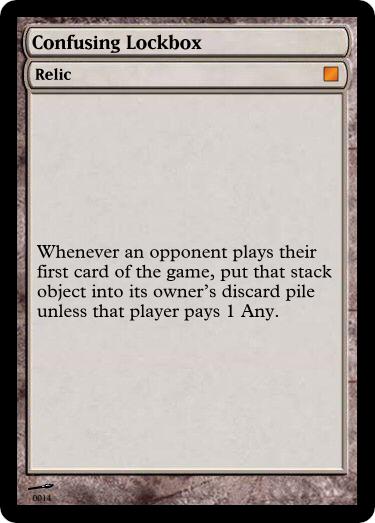 Confusing Lockbox
Relic
Whenever an opponent plays their
first card of the game, put that stack
object into its owner's discard pile
unless that player pays 1 Any.
0014